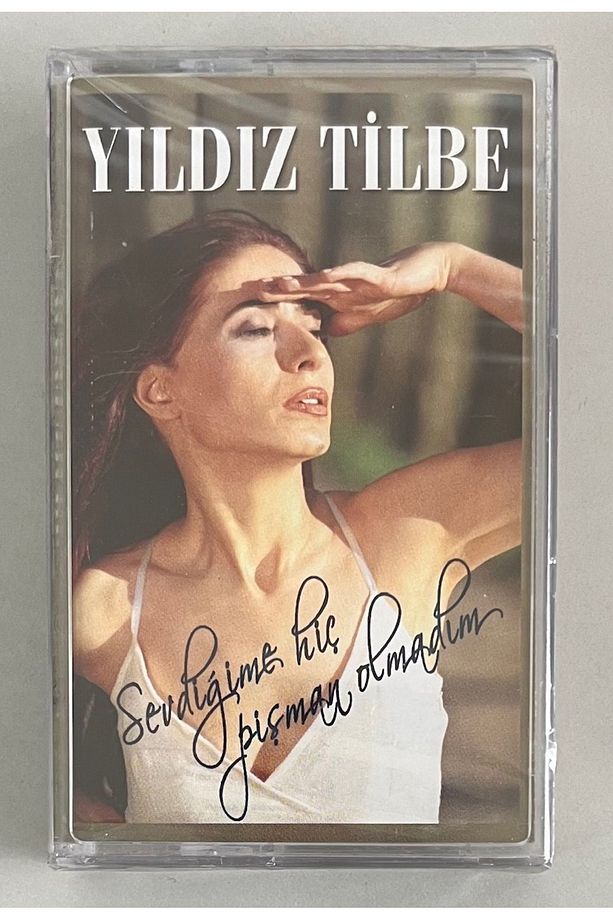 YILDIZ TİLBE
Sevdiğime hiç
pişman olmadım